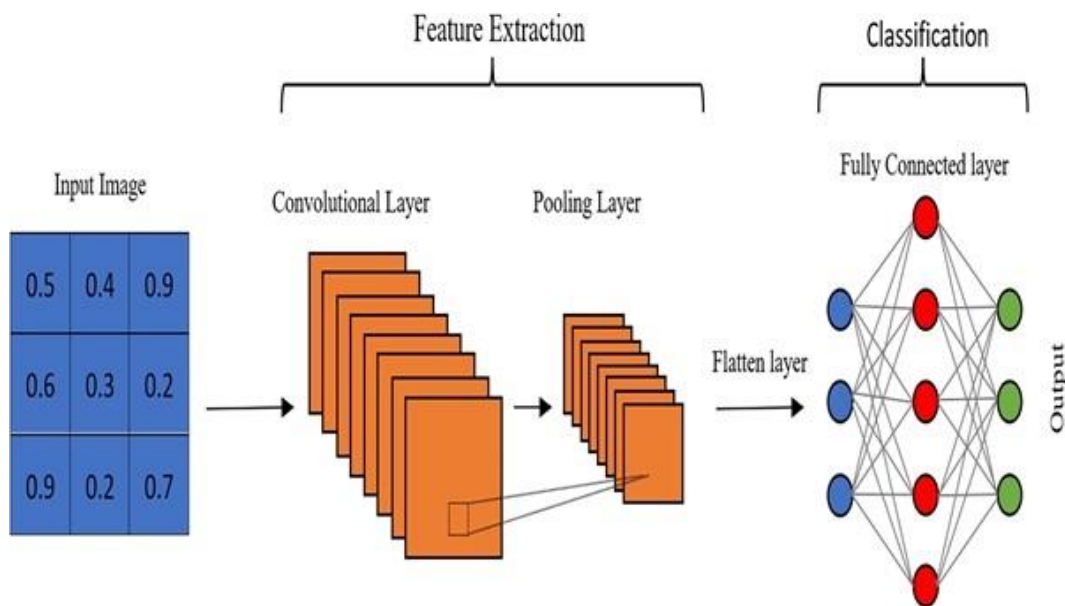 Feature Extraction
Classification
Input Image
Convolutional Layer
Pooling Layer
Fully Connected layer
0.5 0.4 0.9
0.6 0.3 0.2
0.9 0.2 0.7
Flatten layer
Output